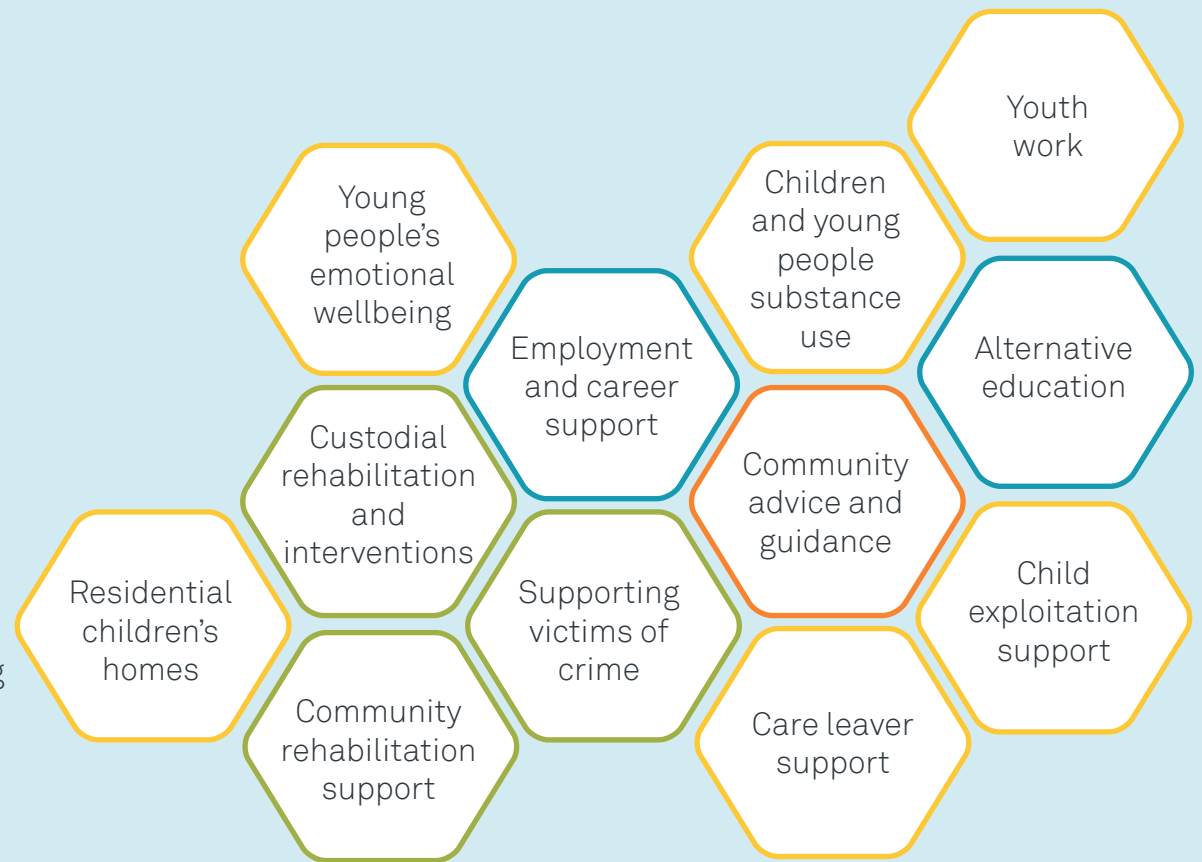 Youth
work
Young
people’s
emotional
wellbeing
Children
and young
people
substance
use
Employment
and career
support
Alternative
education
Custodial
rehabilitation
and
interventions
Community
advice and
guidance
Residential
children’s
homes
Supporting
victims of
crime
Child
exploitation
support
Community
rehabilitation
support
Care leaver
support